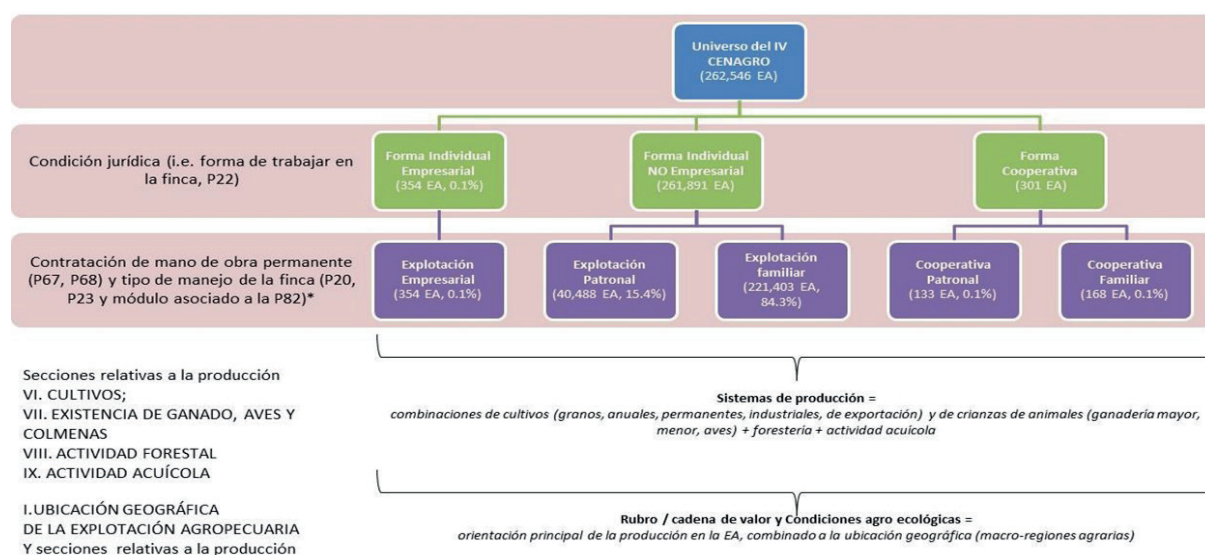 Universo del IV
CENAGRO
(262,546 EA)
Condición jurídica (i.e. forma de trabajar en
la finca, P22)
Forma Individual
Empresarial
(354 EA, 0.1%)
Forma Individual
NO Empresarial
(261,891 EA)
Forma
Cooperativa
(301 EA)
Contratación de mano de obra permanente
(P67, P68) y tipo de manejo de la finca (P20,
P23 y módulo asociado a la P82)*
Explotación
Empresarial
(354 EA, 0.1%)
Explotación
Patronal
(40,488 EA, 15.4%)
Explotación
familiar
(221,403 EA,
84.3%)
Cooperativa
Patronal
(133 EA, 0.1%)
Cooperativa
Familiar
(168 EA, 0.1%)
Secciones relativas a la producción
VI. CULTIVOS;
VII. EXISTENCIA DE GANADO, AVES Y
COLMENAS
VIII. ACTIVIDAD FORESTAL
IX. ACTIVIDAD ACUÍCOLA
Sistemas de producción =
combinaciones de cultivos (granos, anuales, permanentes, industriales, de exportación) y de crianzas de animales (ganadería mayor,
menor, aves) + forestería + actividad acuícola
I.UBICACIÓN GEOGRÁFICA
DE LA EXPLOTACIÓN AGROPECUARIA
Y secciones relativas a la producción
Rubro / cadena de valor y Condiciones agro ecológicas =
orientación principal de la producción en la EA, combinado a la ubicación geográfica (macro-regiones agrarias)